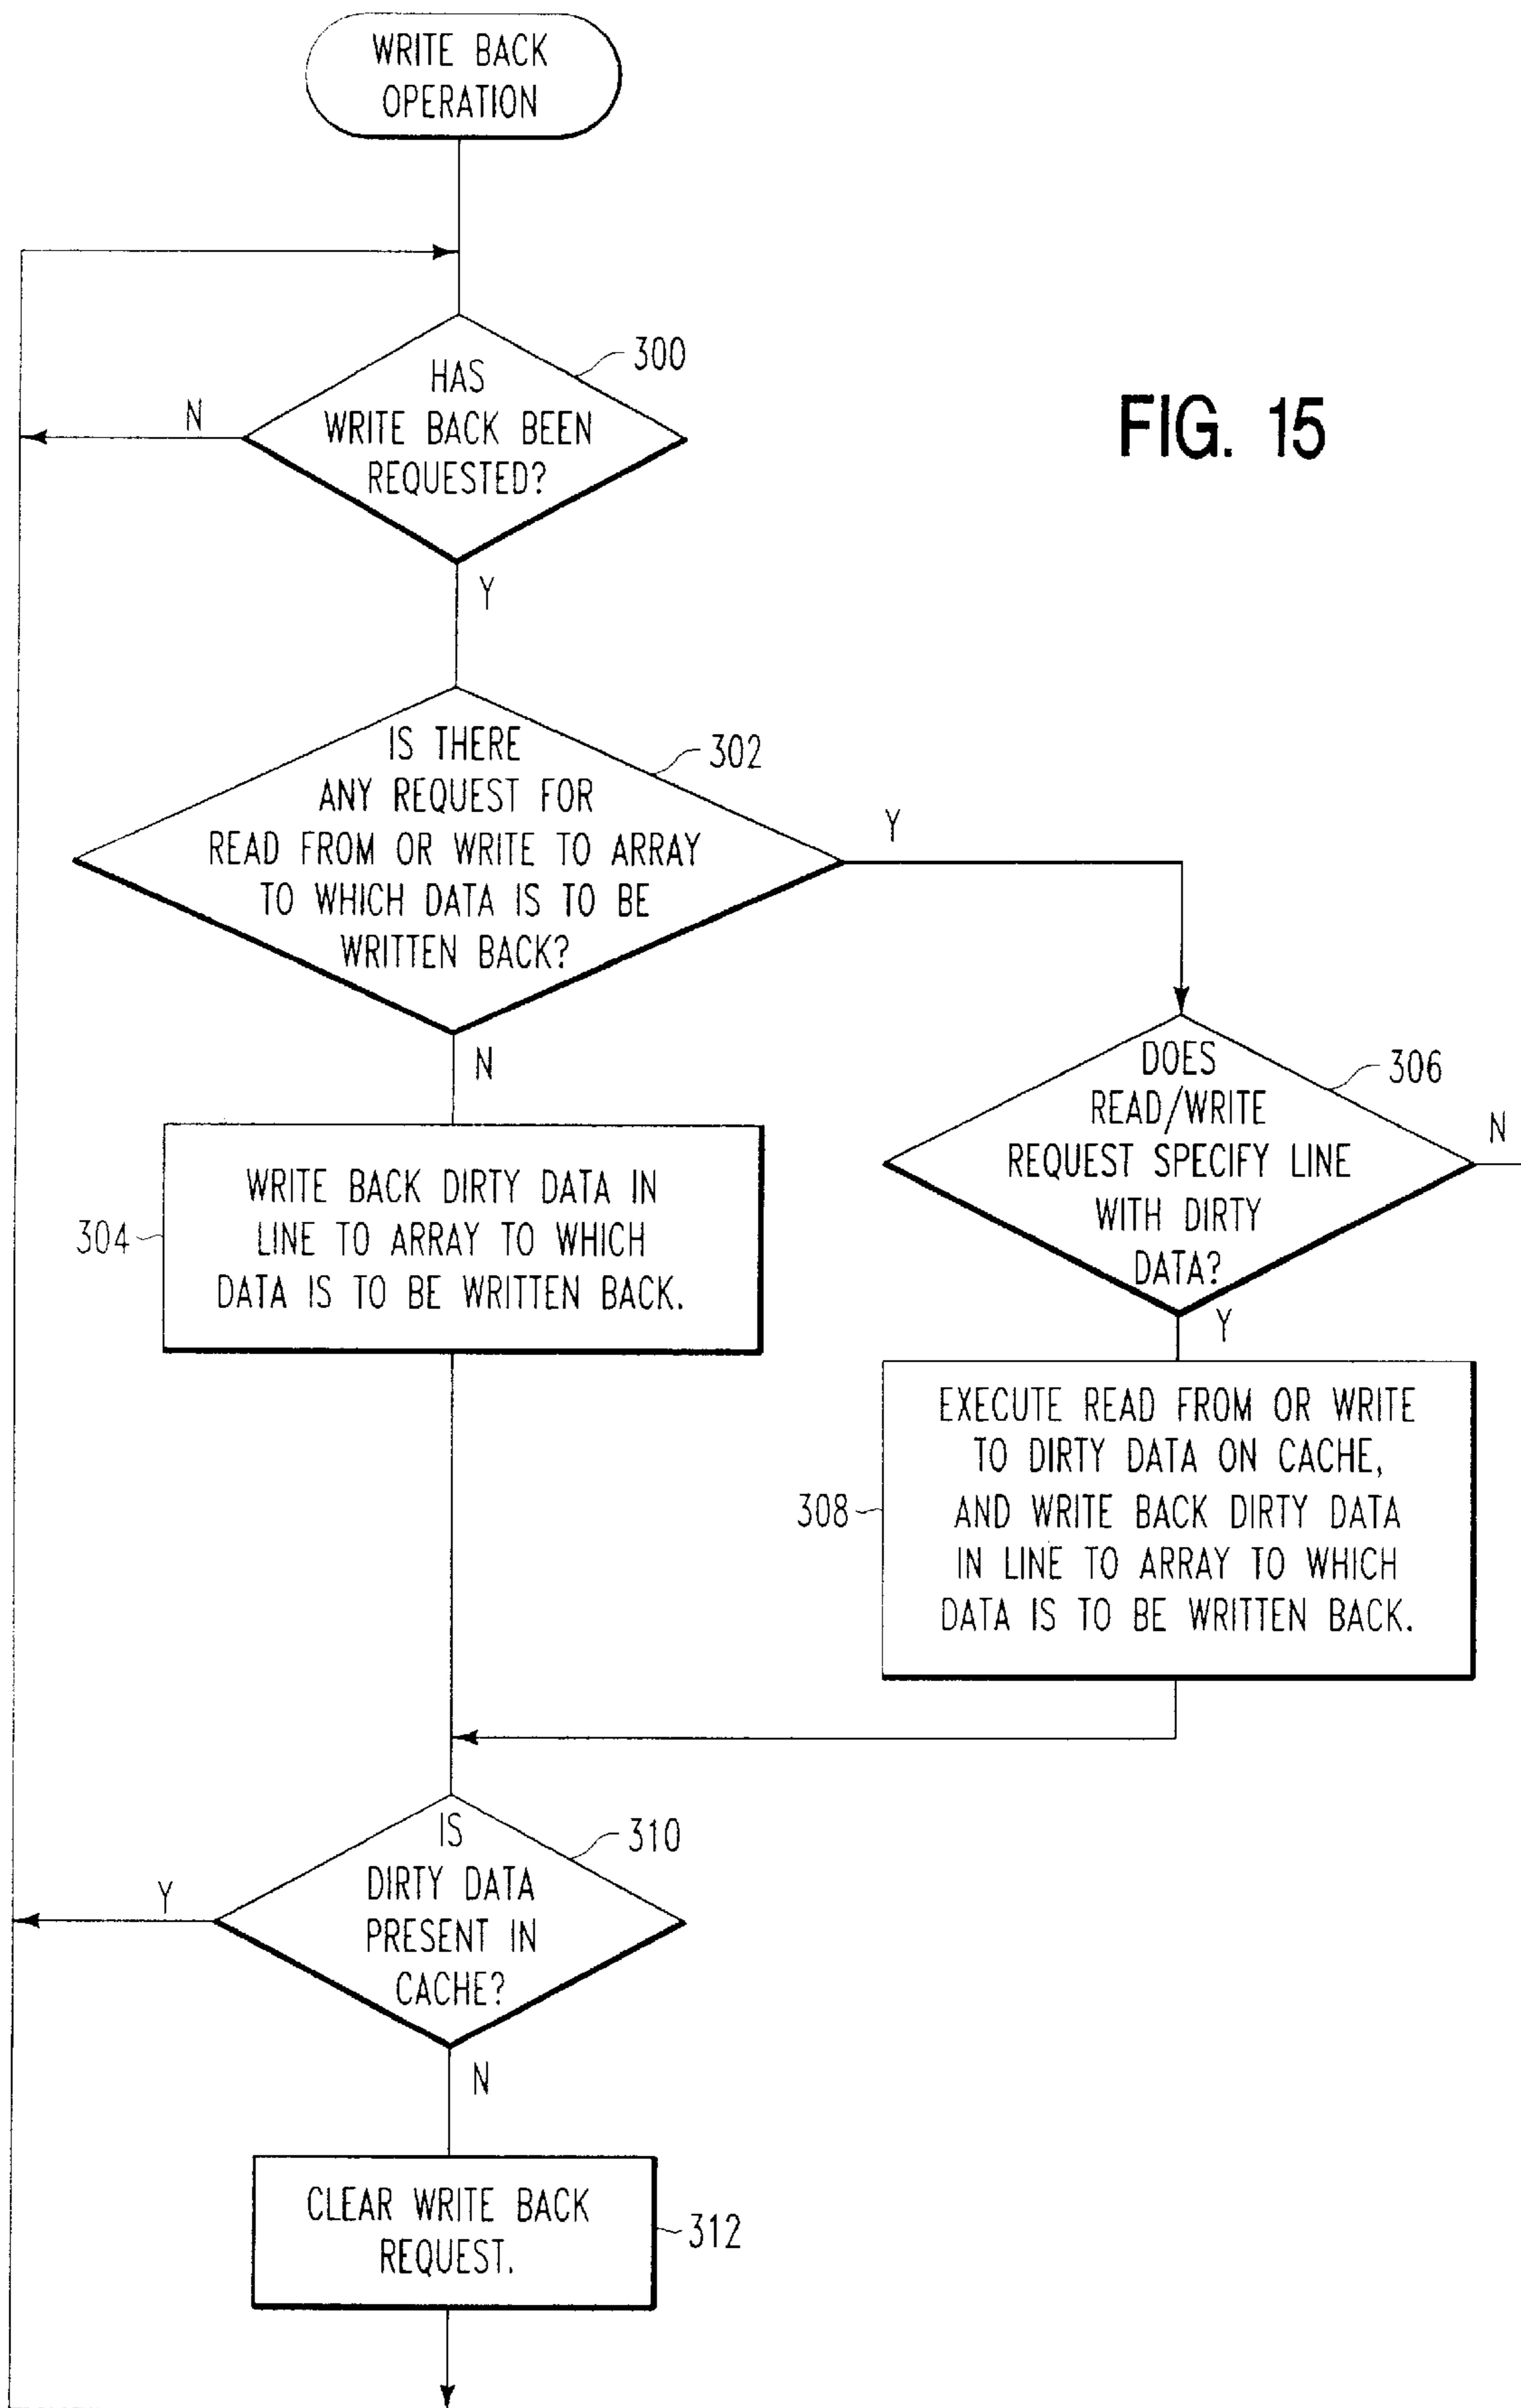 WRITE BACK
OPERATION
300
HAS
WRITE BACK BEEN
REQUESTED?
N
Y
FIG. 15
302
IS THERE
ANY REQUEST FOR
READ FROM OR WRITE TO ARRAY
TO WHICH DATA IS TO BE
WRITTEN BACK?
Y
N
306
DOES
READ/WRITE
REQUEST SPECIFY LINE
WITH DIRTY
DATA?
N
Y
304
WRITE BACK DIRTY DATA IN
LINE TO ARRAY TO WHICH
DATA IS TO BE WRITTEN BACK.
308
EXECUTE READ FROM OR WRITE
TO DIRTY DATA ON CACHE,
AND WRITE BACK DIRTY DATA
IN LINE TO ARRAY TO WHICH
DATA IS TO BE WRITTEN BACK.
310
IS
DIRTY DATA
PRESENT IN
CACHE?
Y
N
CLEAR WRITE BACK
REQUEST.
312